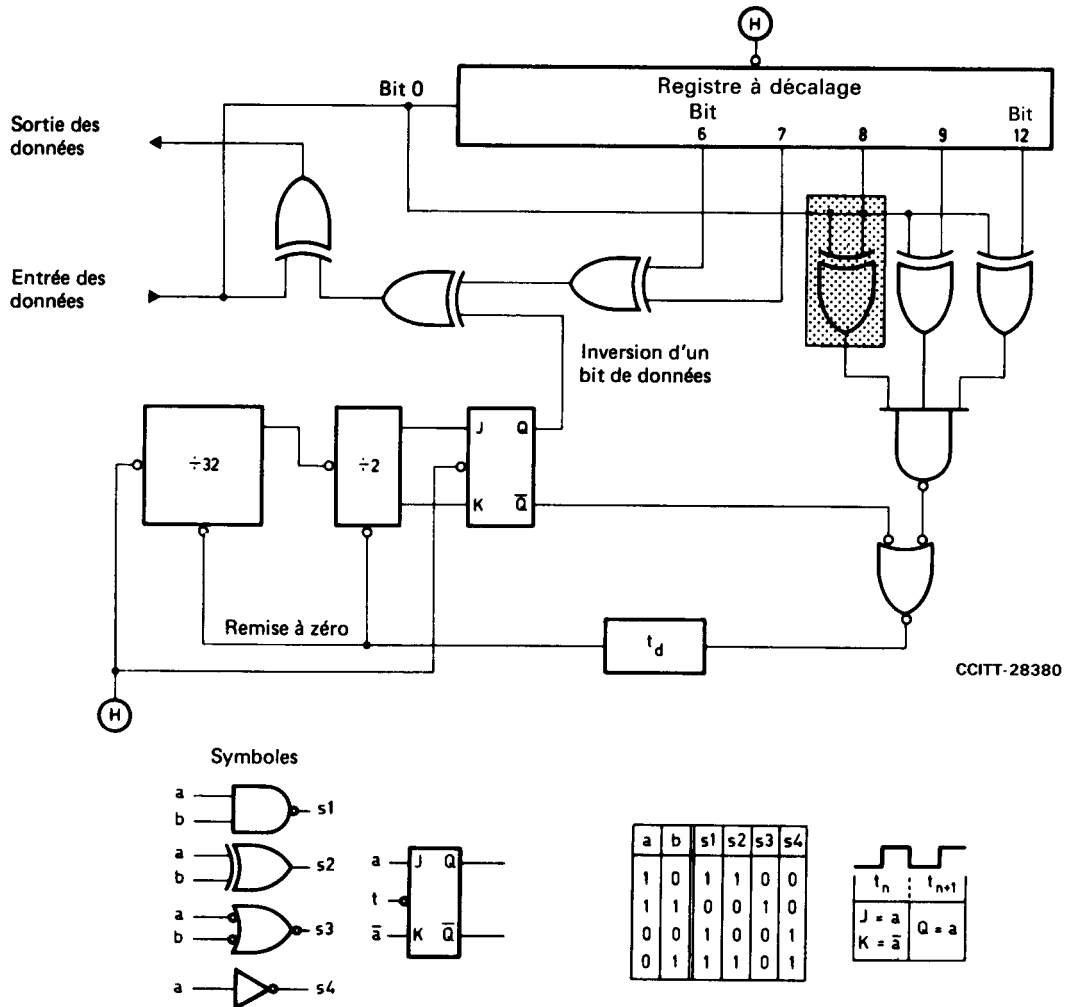 H
Registre à décalage
Bit 0
Bit
Bit
6 7 8 9 12
Sortie des
données
Entrée des
données
Inversion d'un
bit de données
÷32
÷2
J Q
K Q̅
Remise à zéro
t_d
CCITT-28380
H
Symboles
a
b
s1
a
b
s2
a
b
s3
a
s4
a J Q
t
a̅ K Q̅
a b s1 s2 s3 s4
1 0 1 1 0 0
1 1 0 0 1 0
0 0 1 0 0 1
0 1 1 1 0 1
t_n t_n+1
J = a
K = a̅
Q = a